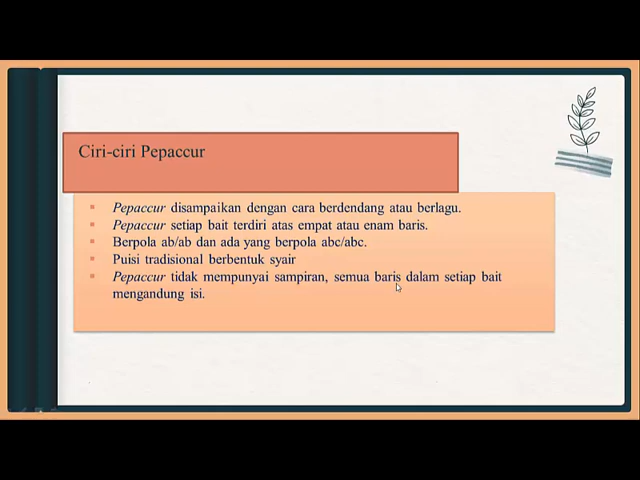 Ciri-ciri Pepaccur
Pepaccur disampaikan dengan cara berdendang atau berlagu.
Pepaccur setiap bait terdiri atas empat atau enam baris.
Berpola ab/ab dan ada yang berpola abc/abc.
Puisi tradisional berbentuk syair
Pepaccur tidak mempunyai sampiran, semua baris dalam setiap bait
mengandung isi.